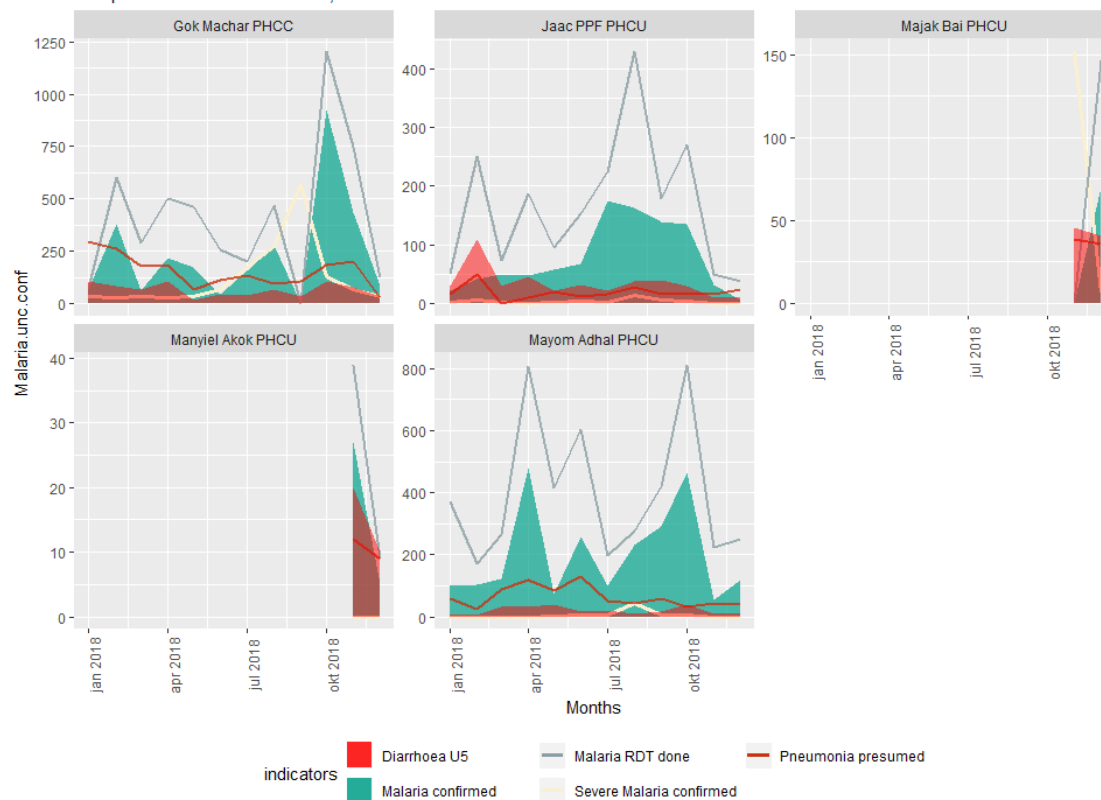 Gok Machar PHCC
Jaac PPF PHCU
Majak Bai PHCU
1250
1000
750
500
250
0
400
300
200
100
0
150
100
50
0
jan 2018
apr 2018
jul 2018
okt 2018
Malaria.unc.conf
Manyiel Akok PHCU
Mayom Adhal PHCU
40
30
20
10
0
800
600
400
200
0
jan 2018
apr 2018
jul 2018
okt 2018
jan 2018
apr 2018
jul 2018
okt 2018
Months
indicators
Diarrhoea U5
Malaria RDT done
Pneumonia presumed
Malaria confirmed
Severe Malaria confirmed